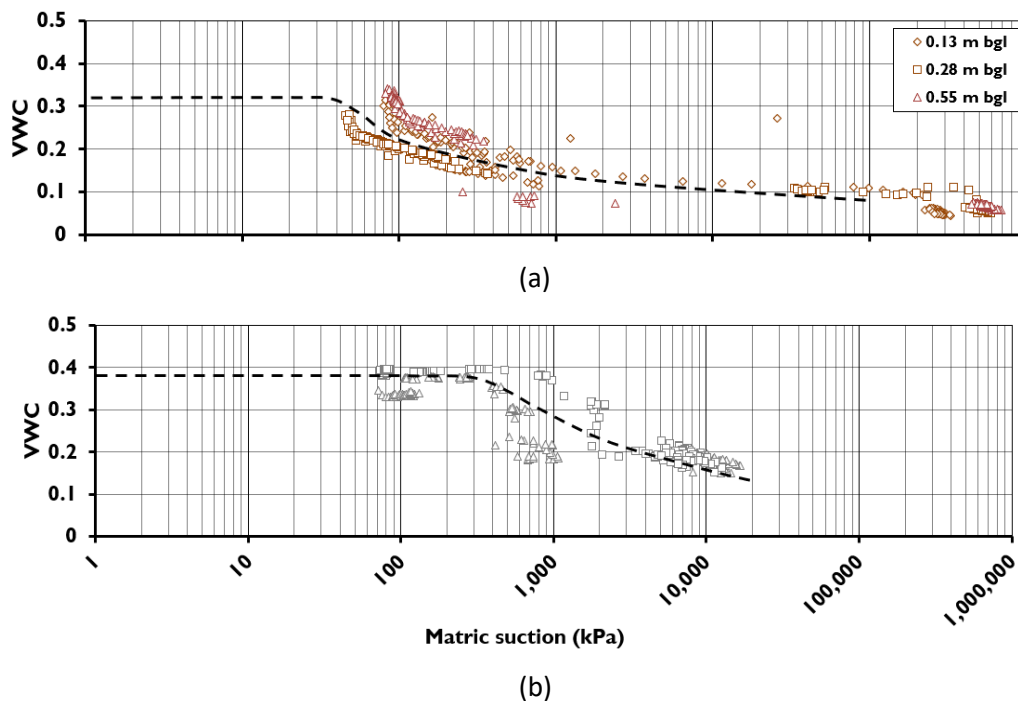 0.5
0.4
0.3
0.2
0.1
0
VWC
0.13 m bgl
0.28 m bgl
0.55 m bgl
(a)
0.5
0.4
0.3
0.2
0.1
0
VWC
1
10
100
1,000
10,000
100,000
1,000,000
Matric suction (kPa)
(b)